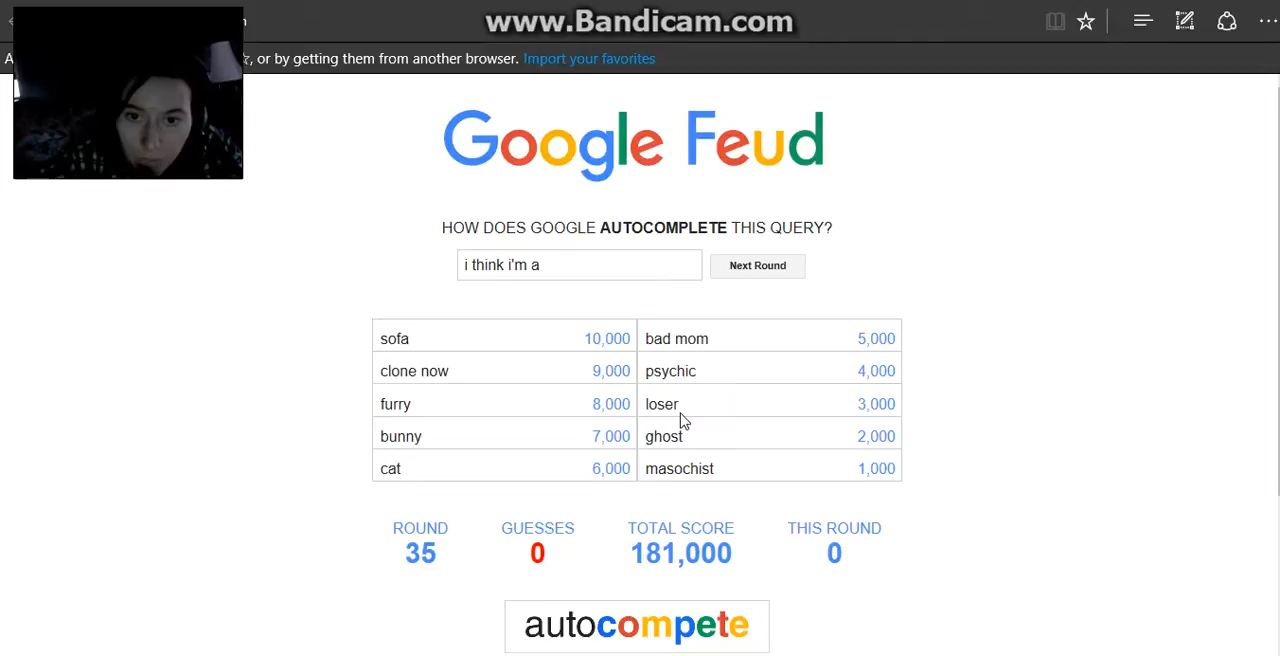 www.Bandicam.com
, or by getting them from another browser. Import your favorites
Google Feud
HOW DOES GOOGLE AUTOCOMPLETE THIS QUERY?
i think i'm a Next Round
sofa 10,000 bad mom 5,000
clone now 9,000 psychic 4,000
furry 8,000 loser 3,000
bunny 7,000 ghost 2,000
cat 6,000 masochist 1,000
ROUND GUESSES TOTAL SCORE THIS ROUND
35 0 181,000 0
autocompete